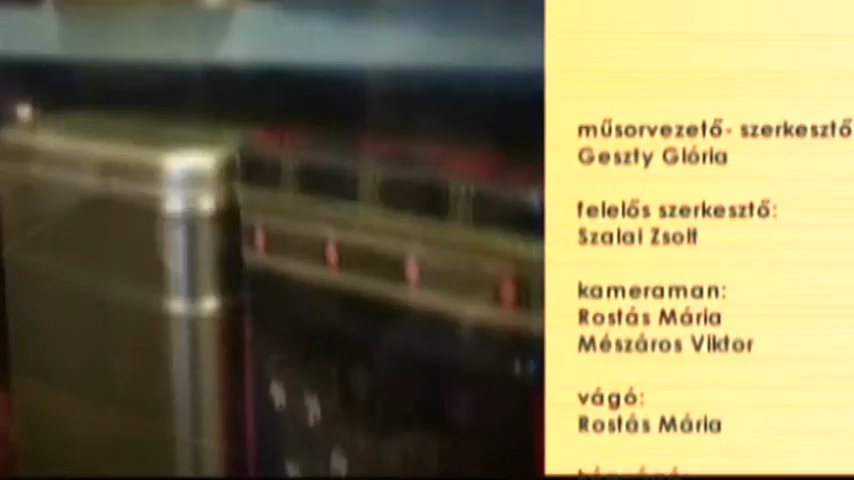 műsorvezető- szerkesztő
Geszty Glória
felelős szerkesztő:
Szalai Zsolt
kameraman:
Rostás Mária
Mészáros Viktor
vágó:
Rostás Mária